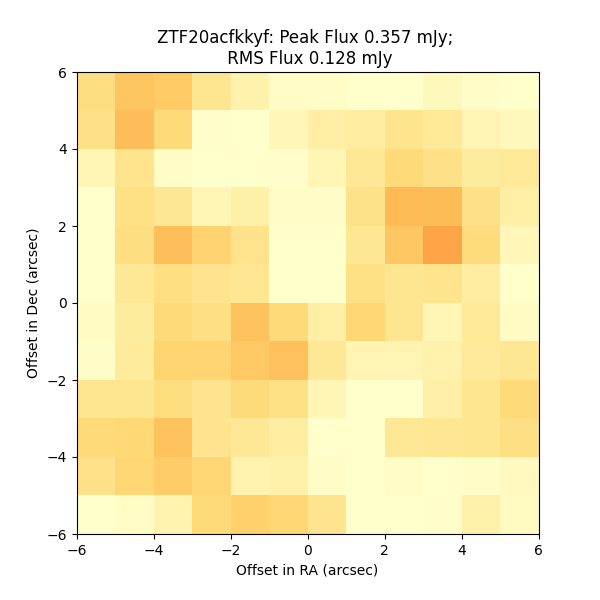 ZTF20acfkkyf: Peak Flux 0.357 mJy;
RMS Flux 0.128 mJy
6
4
2
0
−2
−4
−6
Offset in Dec (arcsec)
−6 −4 −2 0 2 4 6
Offset in RA (arcsec)